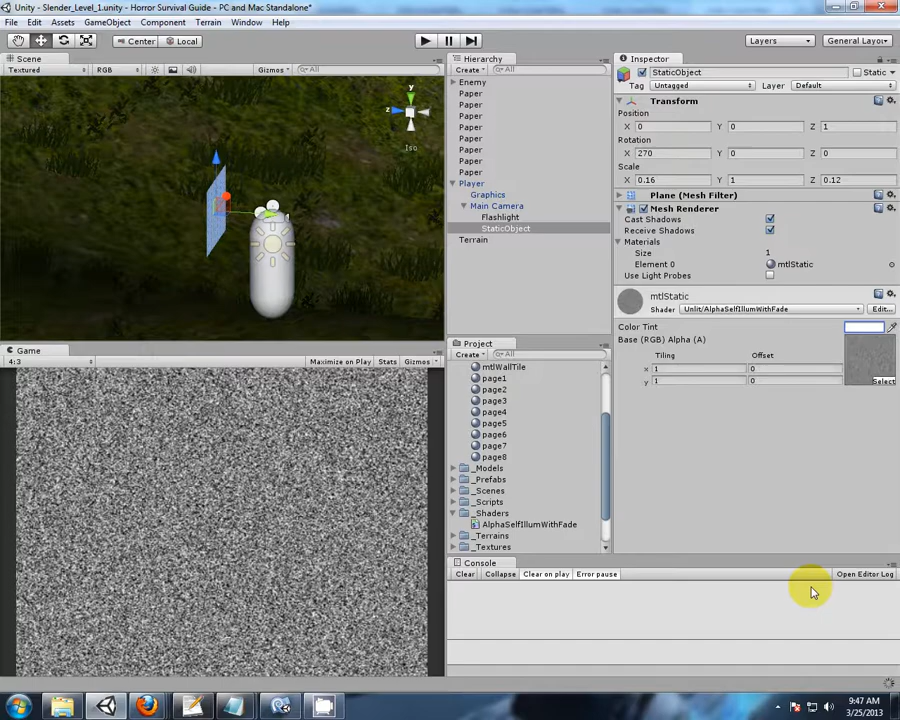 Unity - Slender_Level_1.unity - Horror Survival Guide - PC and Mac Standalone*
File Edit Assets GameObject Component Terrain Window Help
Center Local Layers General Layou
Scene
Textured RGB Gizmos All
y
z
Iso
Hierarchy
Create All
Enemy
Paper
Paper
Paper
Paper
Paper
Paper
Paper
Paper
Player
Graphics
Main Camera
Flashlight
StaticObject
Terrain
Inspector
StaticObject Static
Tag Untagged Layer Default
Transform
Position
X 0 Y 0 Z 1
Rotation
X 270 Y 0 Z 0
Scale
X 0.16 Y 1 Z 0.12
Plane (Mesh Filter)
Mesh Renderer
Cast Shadows
Receive Shadows
Materials
Size 1
Element 0 mtlStatic
Use Light Probes
mtlStatic
Shader Unlit/AlphaSelfIllumWithFade Edit...
Color Tint
Base (RGB) Alpha (A)
Tiling Offset
x 1 0
y 1 0
Select
Game
4:3 Maximize on Play Stats Gizmos
Project
Create All
mtlWallTile
page1
page2
page3
page4
page5
page6
page7
page8
_Models
_Prefabs
_Scenes
_Scripts
_Shaders
AlphaSelfIllumWithFade
_Terrains
_Textures
Console
Clear Collapse Clear on play Error pause Open Editor Log
9:47 AM
3/25/2013